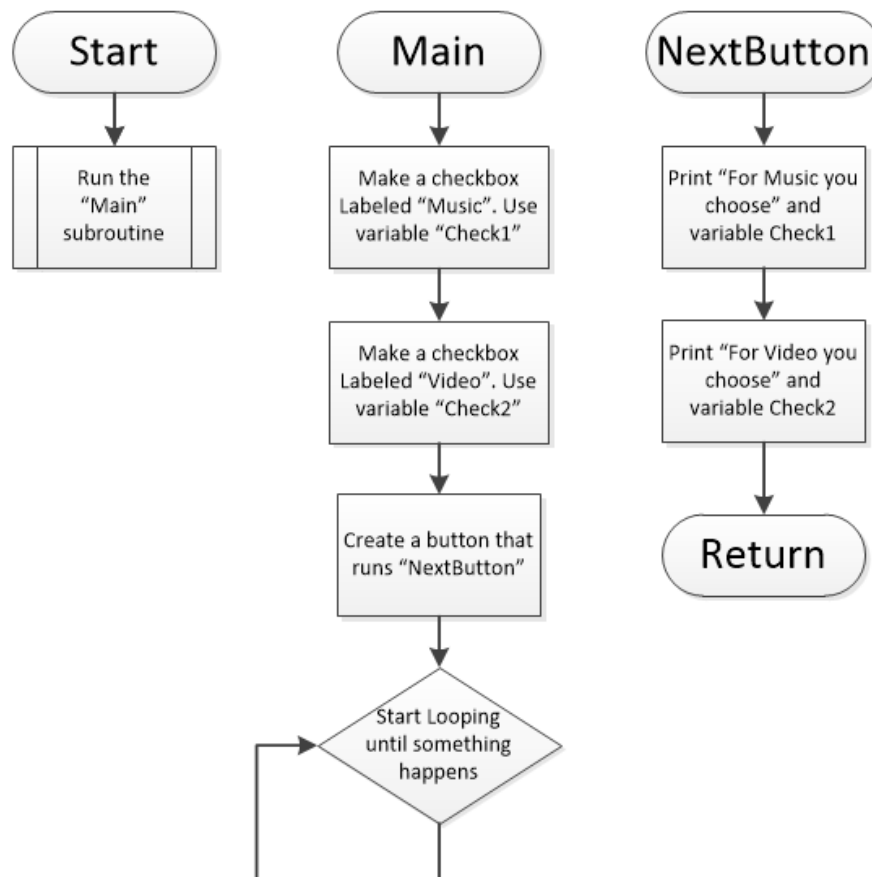 Start
Run the
“Main”
subroutine
Main
Make a checkbox
Labeled “Music”. Use
variable “Check1”
Make a checkbox
Labeled “Video”. Use
variable “Check2”
Create a button that
runs “NextButton”
Start Looping
until something
happens
NextButton
Print “For Music you
choose” and
variable Check1
Print “For Video you
choose” and
variable Check2
Return